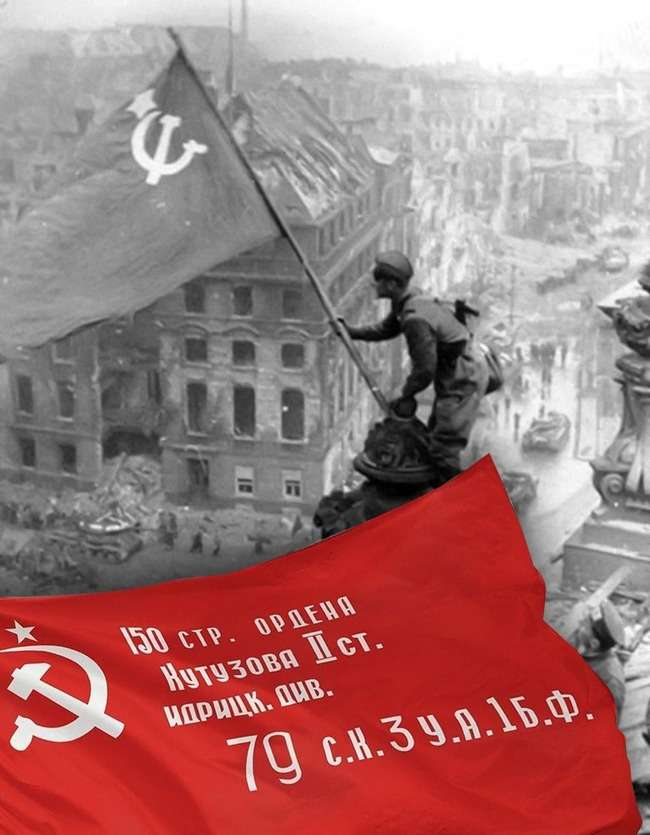 150 СТР. ОРДЕНА
КУТУЗОВА II СТ.
ИДРИЦК. ДИВ.
79 С.К. 3 У.А. 1 Б.Ф.